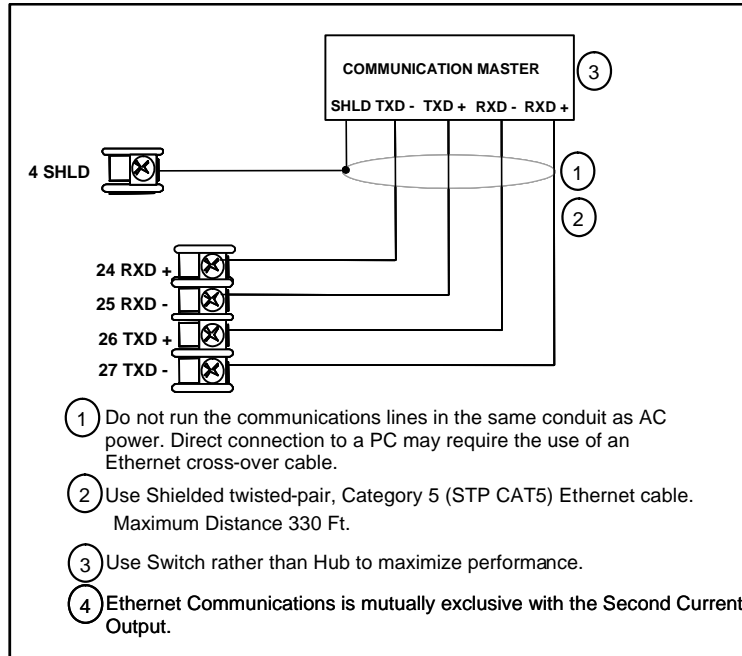 COMMUNICATION MASTER
3
SHLD TXD - TXD + RXD - RXD +
4 SHLD
1
2
24 RXD +
25 RXD -
26 TXD +
27 TXD -
1 Do not run the communications lines in the same conduit as AC
power. Direct connection to a PC may require the use of an
Ethernet cross-over cable.
2 Use Shielded twisted-pair, Category 5 (STP CAT5) Ethernet cable.
Maximum Distance 330 Ft.
3 Use Switch rather than Hub to maximize performance.
4 Ethernet Communications is mutually exclusive with the Second Current
Output.